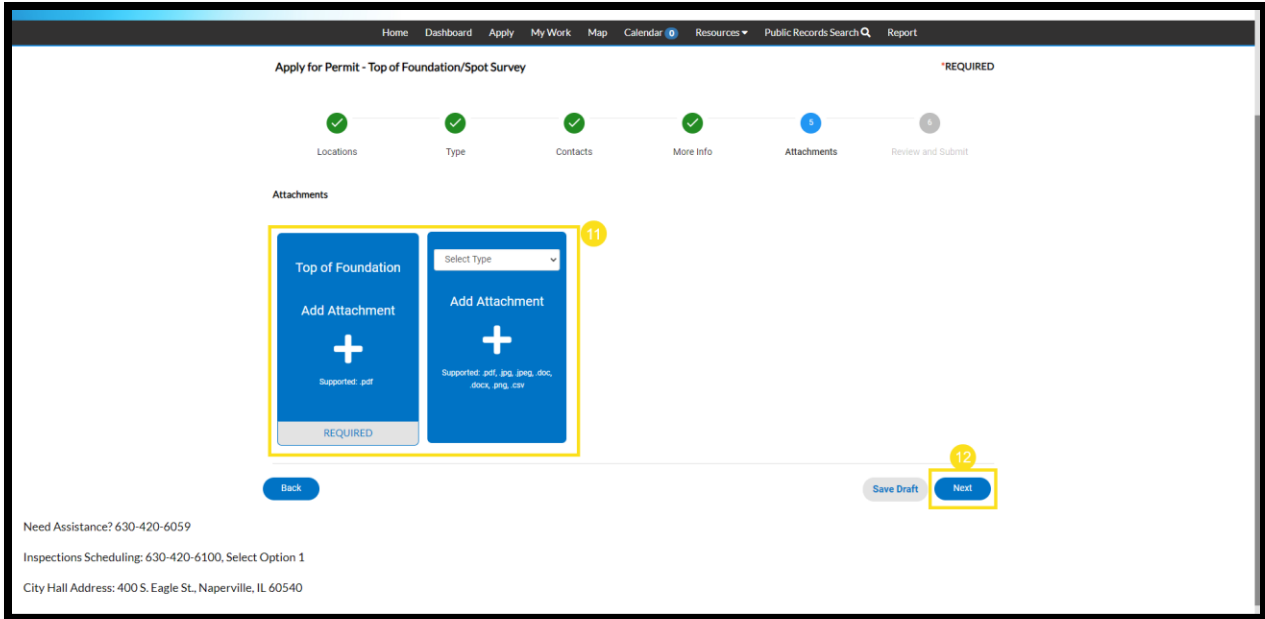 Home Dashboard Apply My Work Map Calendar 0 Resources Public Records Search Report
Apply for Permit - Top of Foundation/Spot Survey *REQUIRED
5 6
Locations Type Contacts More Info Attachments Review and Submit
Attachments
11
Top of Foundation
Add Attachment
Supported: .pdf
REQUIRED
Select Type
Add Attachment
Supported: .pdf, .jpg, .jpeg, .doc,
.docx, .png, .csv
12
Back Save Draft Next
Need Assistance? 630-420-6059
Inspections Scheduling: 630-420-6100, Select Option 1
City Hall Address: 400 S. Eagle St., Naperville, IL 60540